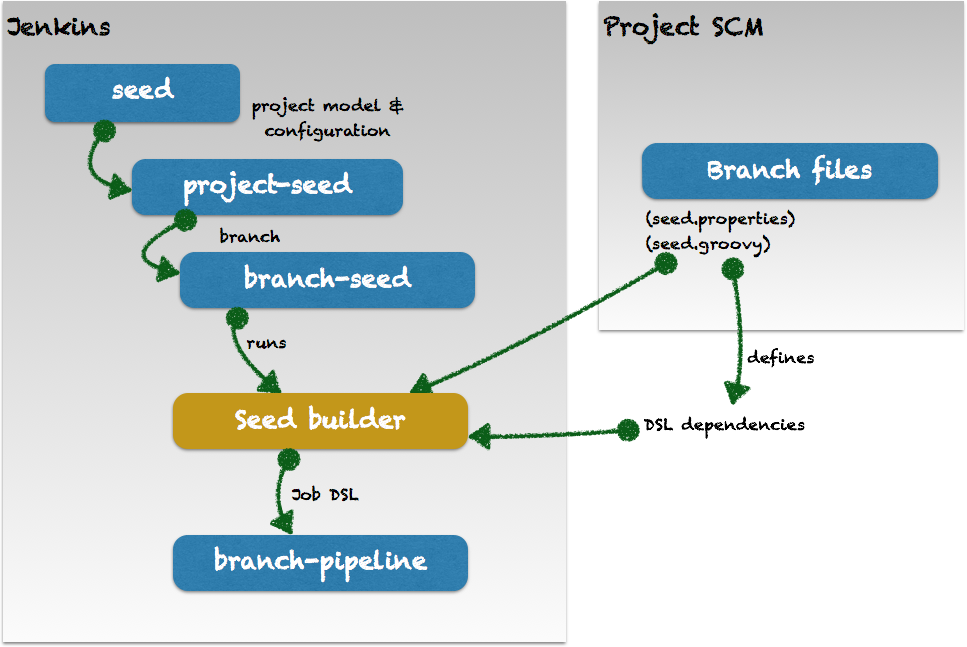 Jenkins
seed
project model &
configuration
project-seed
branch
branch-seed
runs
Seed builder
Job DSL
branch-pipeline
Project SCM
Branch files
(seed.properties)
(seed.groovy)
defines
DSL dependencies